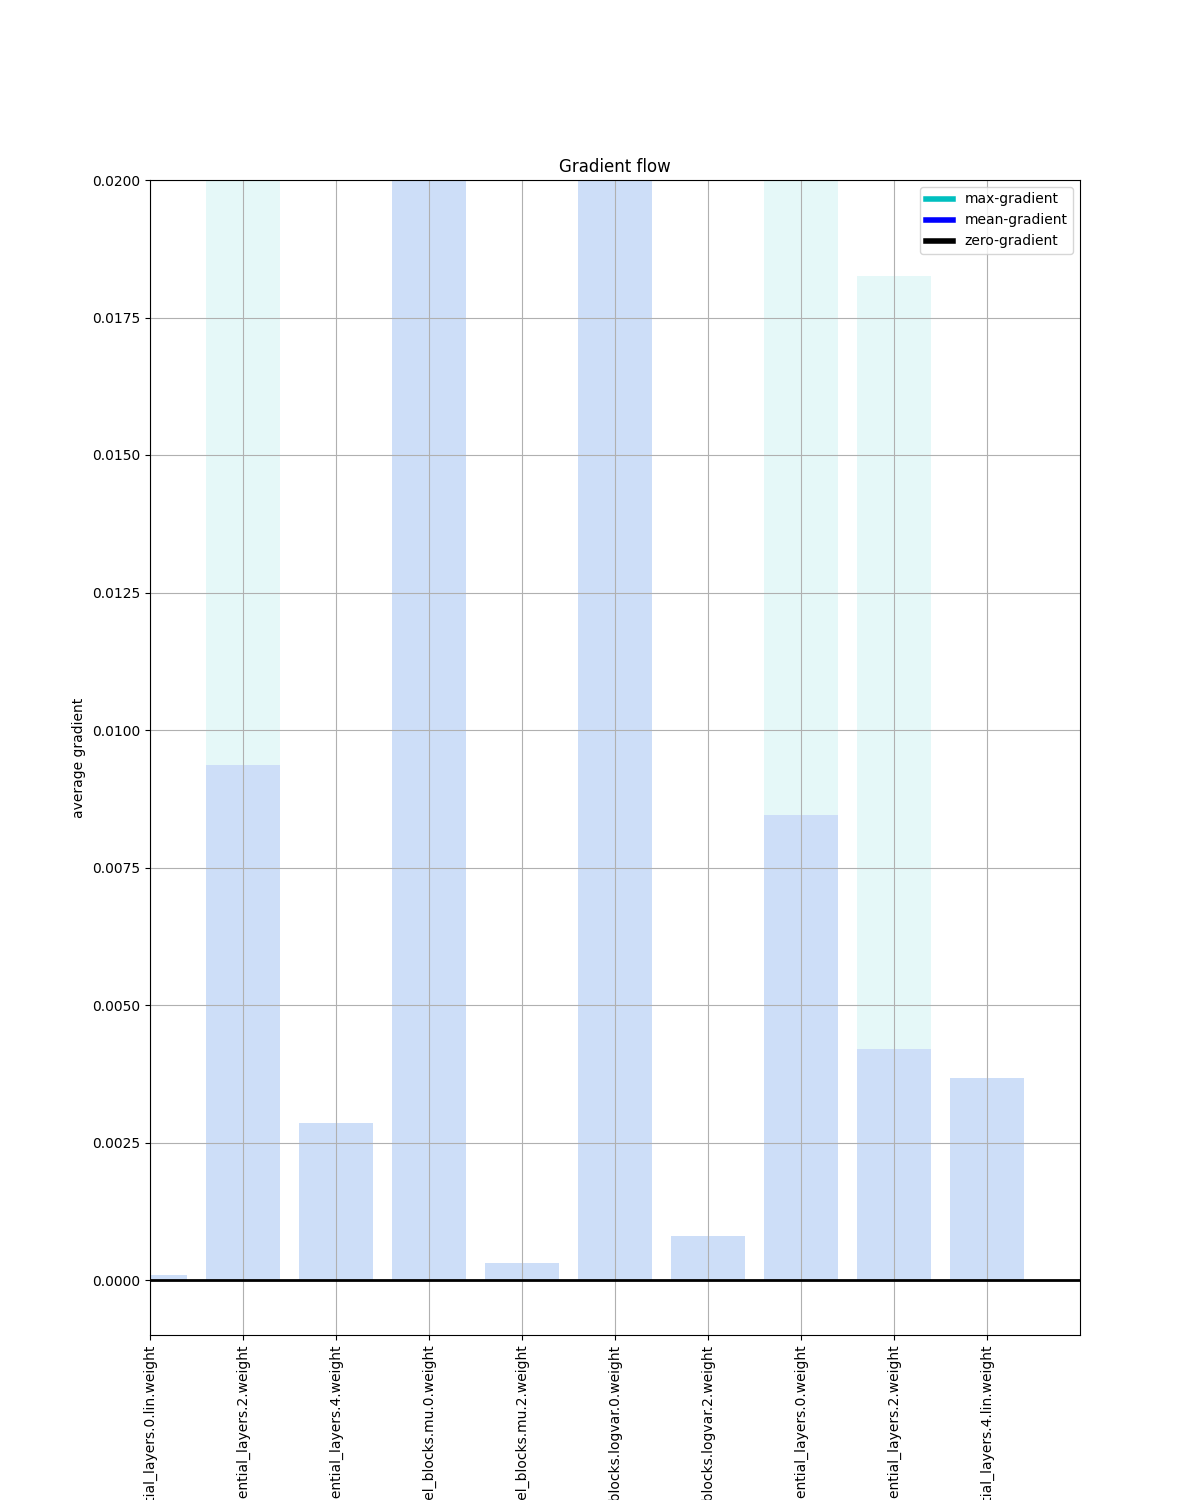 Gradient flow
max-gradient
mean-gradient
zero-gradient
average gradient
0.0200
0.0175
0.0150
0.0125
0.0100
0.0075
0.0050
0.0025
0.0000
tial_layers.0.lin.weight
ential_layers.2.weight
ential_layers.4.weight
el_blocks.mu.0.weight
el_blocks.mu.2.weight
blocks.logvar.0.weight
blocks.logvar.2.weight
ential_layers.0.weight
ential_layers.2.weight
tial_layers.4.lin.weight